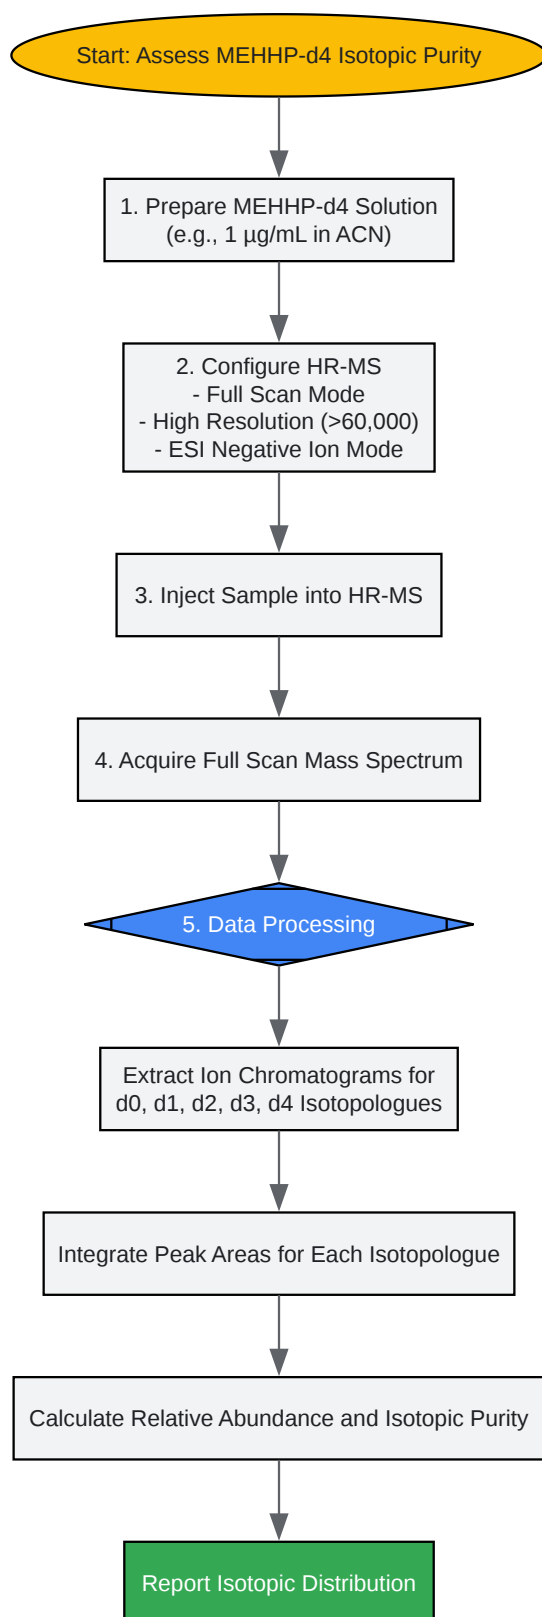 Start: Assess MEHHP-d4 Isotopic Purity
1. Prepare MEHHP-d4 Solution
(e.g., 1 µg/mL in ACN)
2. Configure HR-MS
- Full Scan Mode
- High Resolution (>60,000)
- ESI Negative Ion Mode
3. Inject Sample into HR-MS
4. Acquire Full Scan Mass Spectrum
5. Data Processing
Extract Ion Chromatograms for
d0, d1, d2, d3, d4 Isotopologues
Integrate Peak Areas for Each Isotopologue
Calculate Relative Abundance and Isotopic Purity
Report Isotopic Distribution